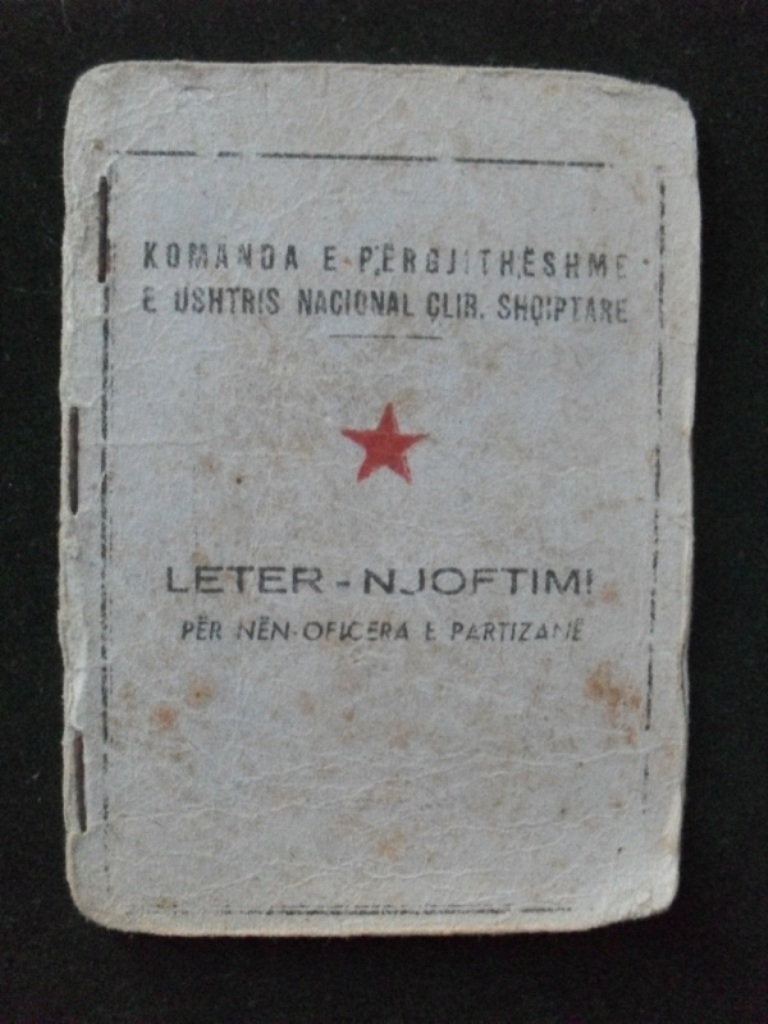 KOMANDA E PËRGJITHËSHME
E USHTRIS NACIONAL ÇLIR. SHQIPTARE
LETER - NJOFTIMI
PËR NËN-OFICERA E PARTIZANË